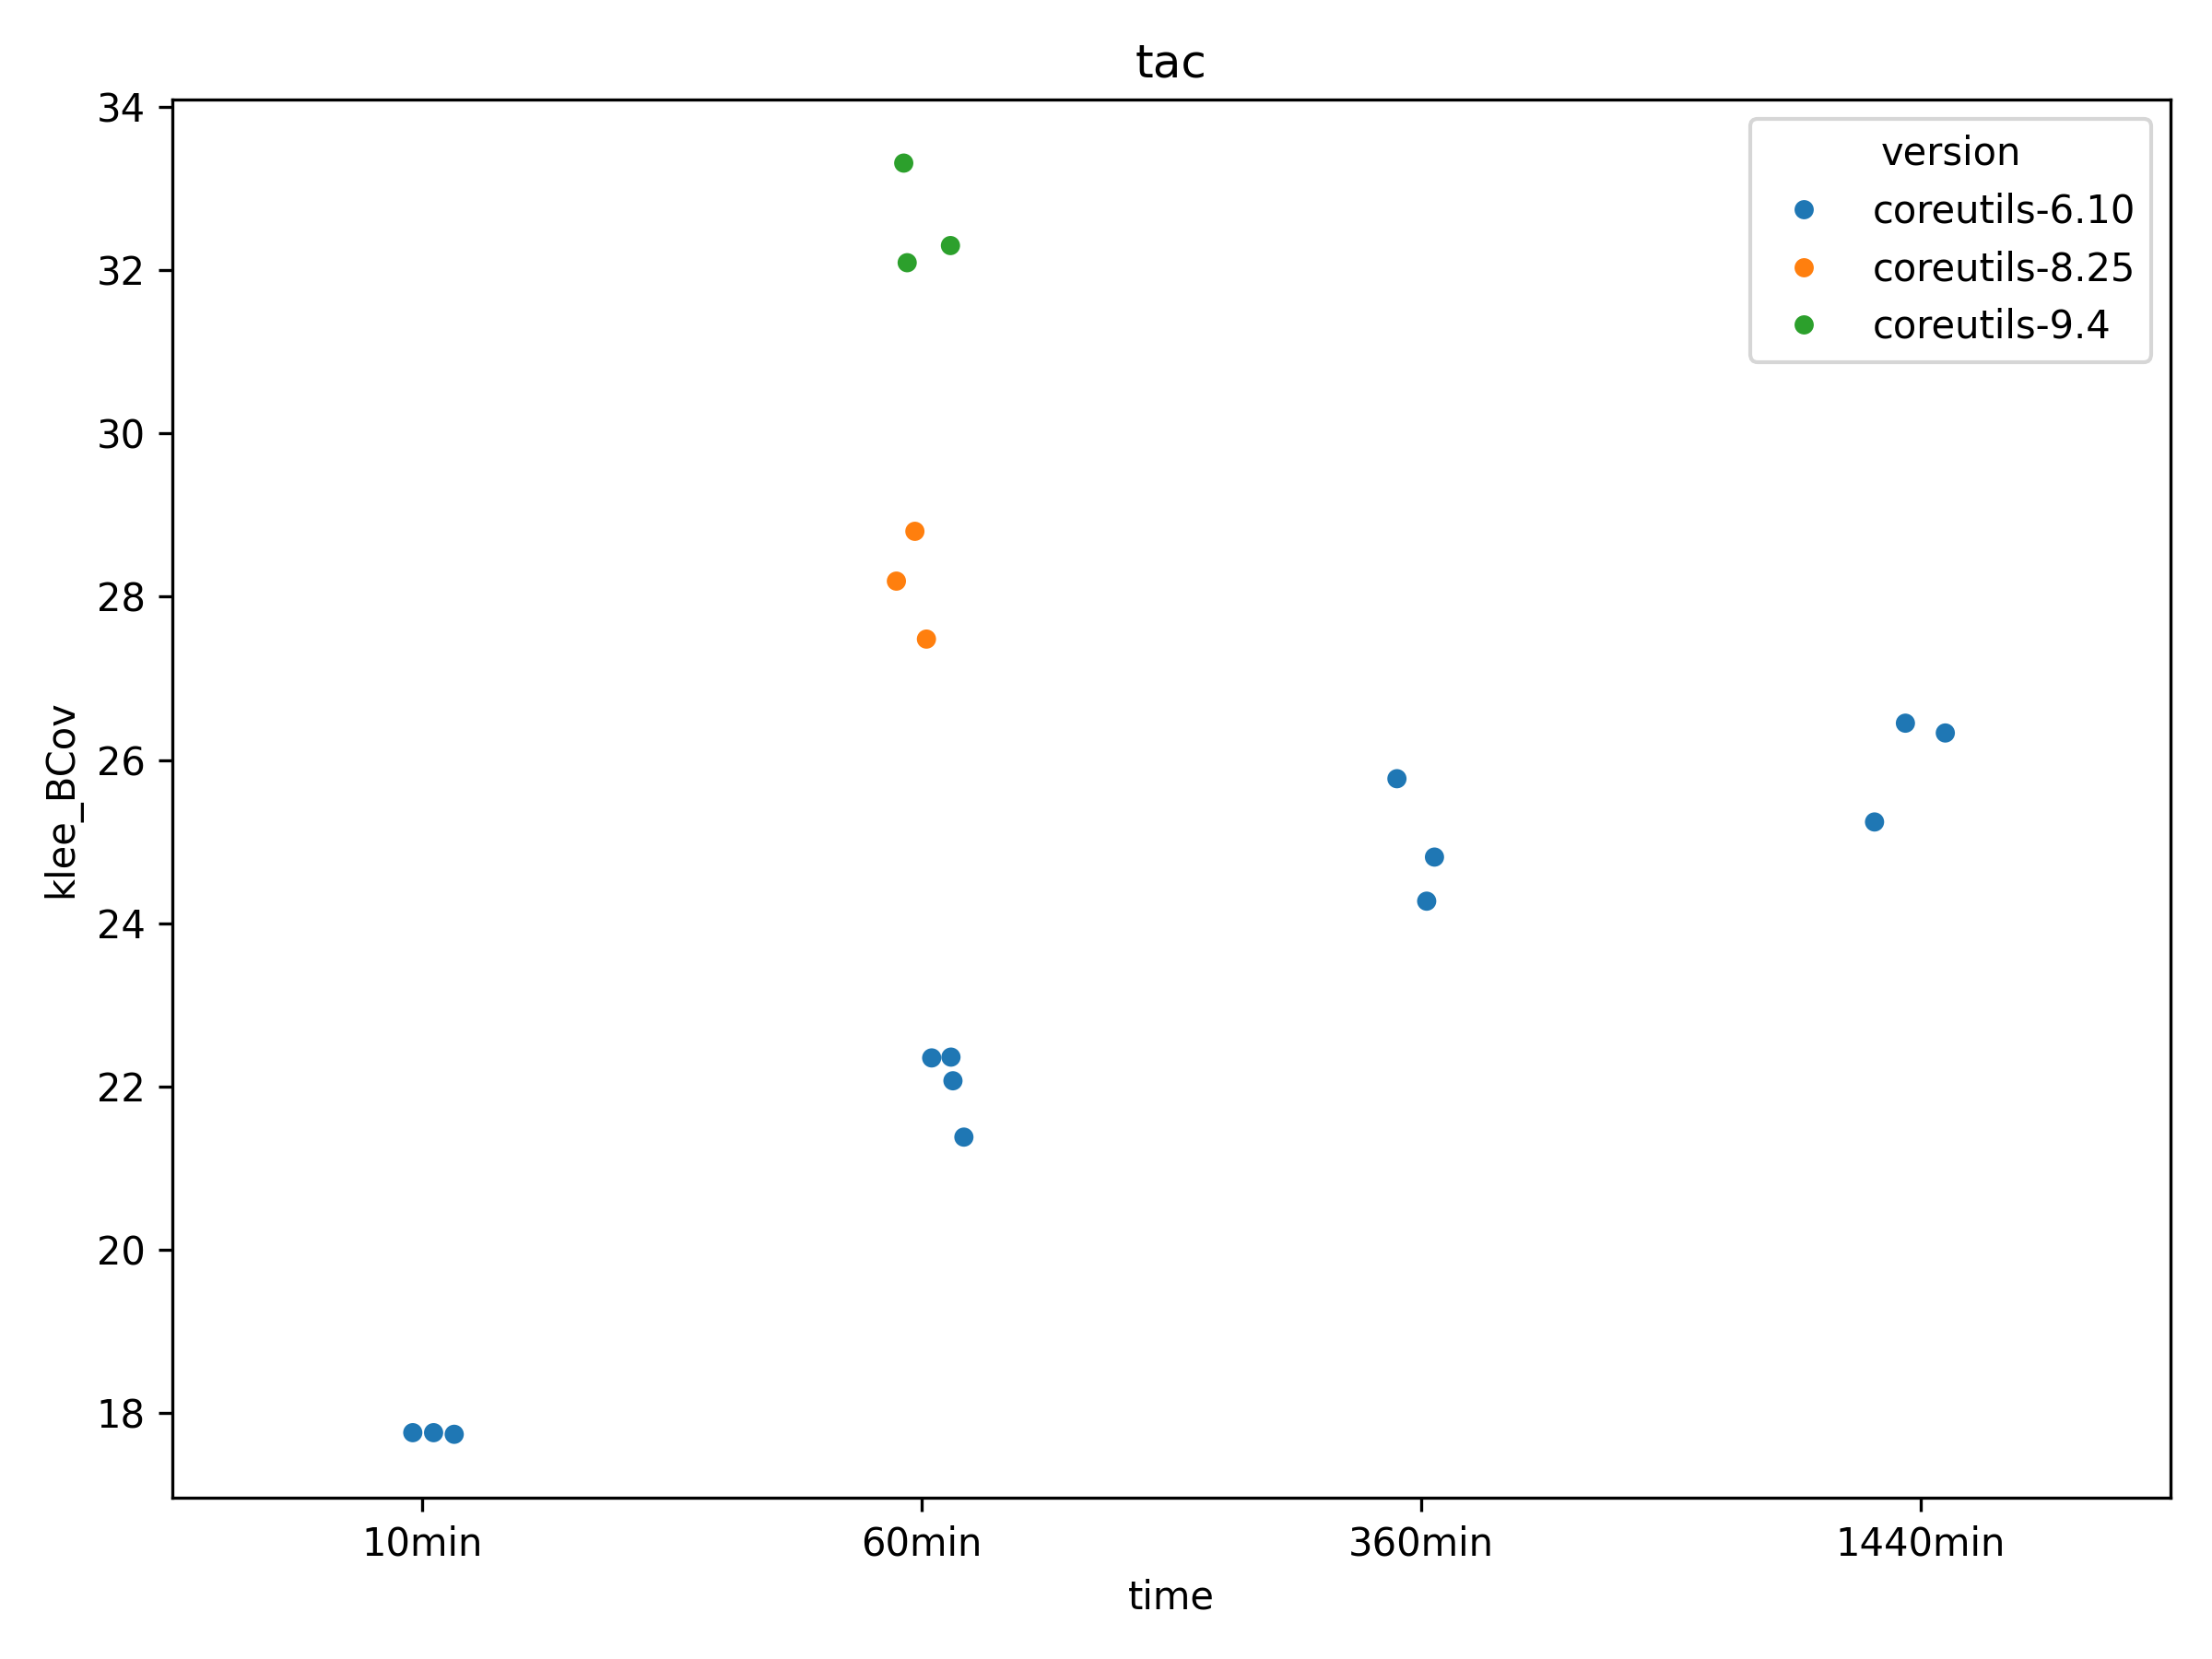 tac
34
32
30
28
26
24
22
20
18
klee_BCov
version
coreutils-6.10
coreutils-8.25
coreutils-9.4
10min
60min
360min
1440min
time